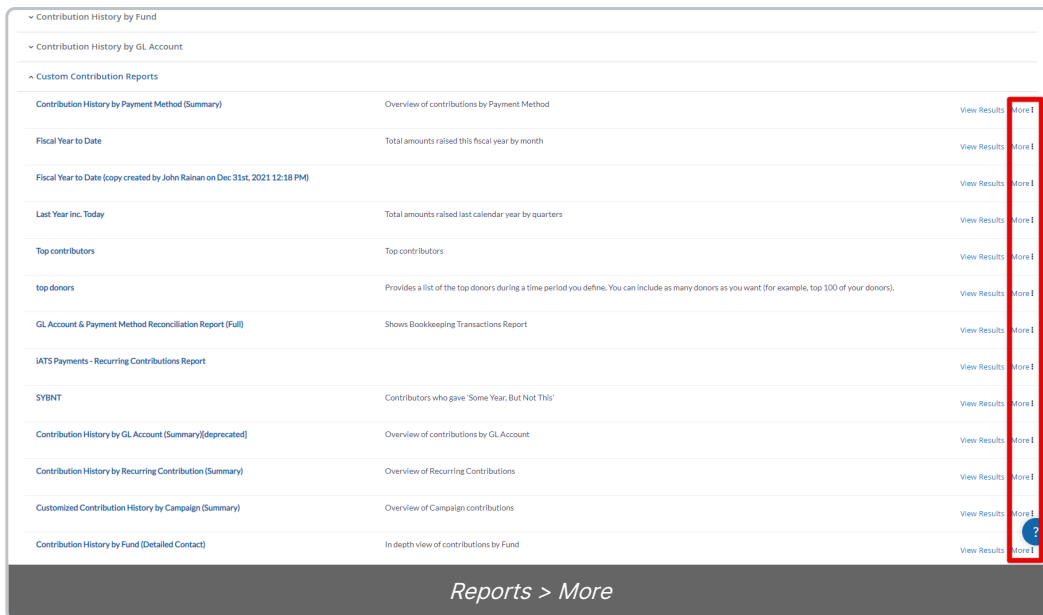 Contribution History by Fund
Contribution History by GL Account
Custom Contribution Reports
Contribution History by Payment Method (Summary) Overview of contributions by Payment Method View Results More
Fiscal Year to Date Total amounts raised this fiscal year by month View Results More
Fiscal Year to Date (copy created by John Rainan on Dec 31st, 2021 12:18 PM) View Results More
Last Year inc. Today Total amounts raised last calendar year by quarters View Results More
Top contributors Top contributors View Results More
top donors Provides a list of the top donors during a time period you define. You can include as many donors as you want (for example, top 100 of your donors). View Results More
GL Account & Payment Method Reconciliation Report (Full) Shows Bookkeeping Transactions Report View Results More
iATS Payments - Recurring Contributions Report View Results More
SYBNT Contributors who gave 'Some Year, But Not This' View Results More
Contribution History by GL Account (Summary)[deprecated] Overview of contributions by GL Account View Results More
Contribution History by Recurring Contribution (Summary) Overview of Recurring Contributions View Results More
Customized Contribution History by Campaign (Summary) Overview of Campaign contributions View Results More
?
Contribution History by Fund (Detailed Contact) In depth view of contributions by Fund View Results More
Reports > More